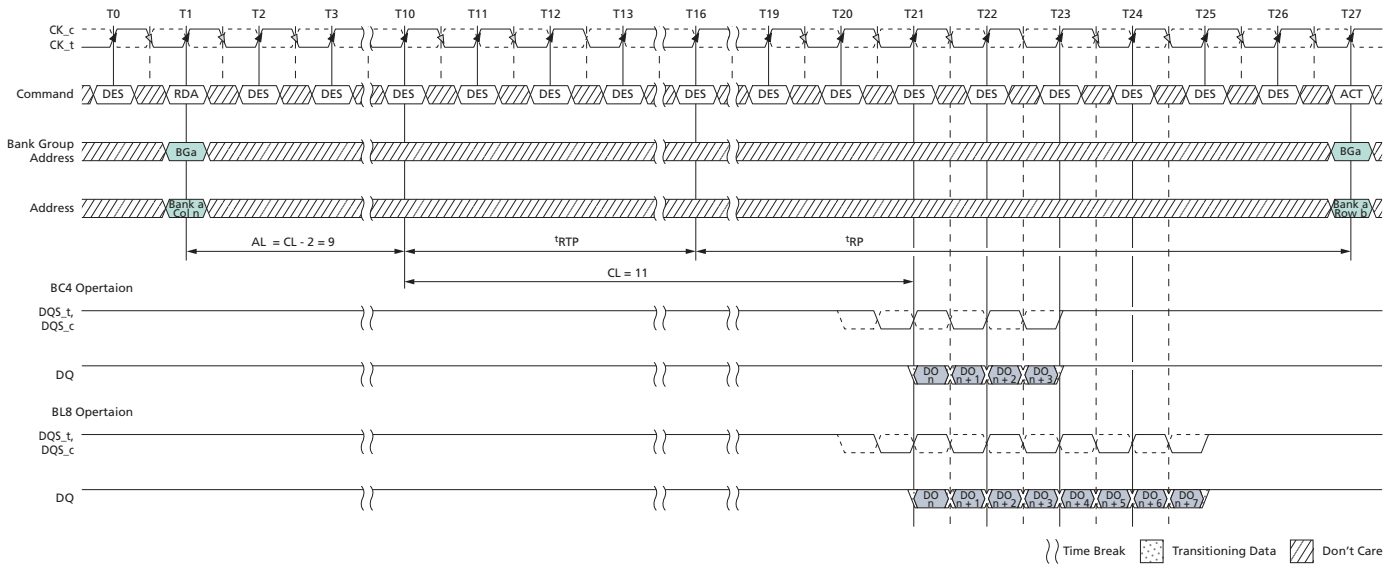 T0 T1 T2 T3 T10 T11 T12 T13 T16 T19 T20 T21 T22 T23 T24 T25 T26 T27
CK_c
CK_t
Command DES RDA DES DES DES DES DES DES DES DES DES DES DES DES DES DES DES ACT
Bank Group
Address
BGa BGa
Address
Bank a
Col n
Bank a
Row b
AL = CL - 2 = 9 tRTP tRP
CL = 11
BC4 Opertaion
DQS_t,
DQS_c
DQ
DO
n
DO
n + 1
DO
n + 2
DO
n + 3
BL8 Opertaion
DQS_t,
DQS_c
DQ
DO
n
DO
n + 1
DO
n + 2
DO
n + 3
DO
n + 4
DO
n + 5
DO
n + 6
DO
n + 7
Time Break Transitioning Data Don't Care